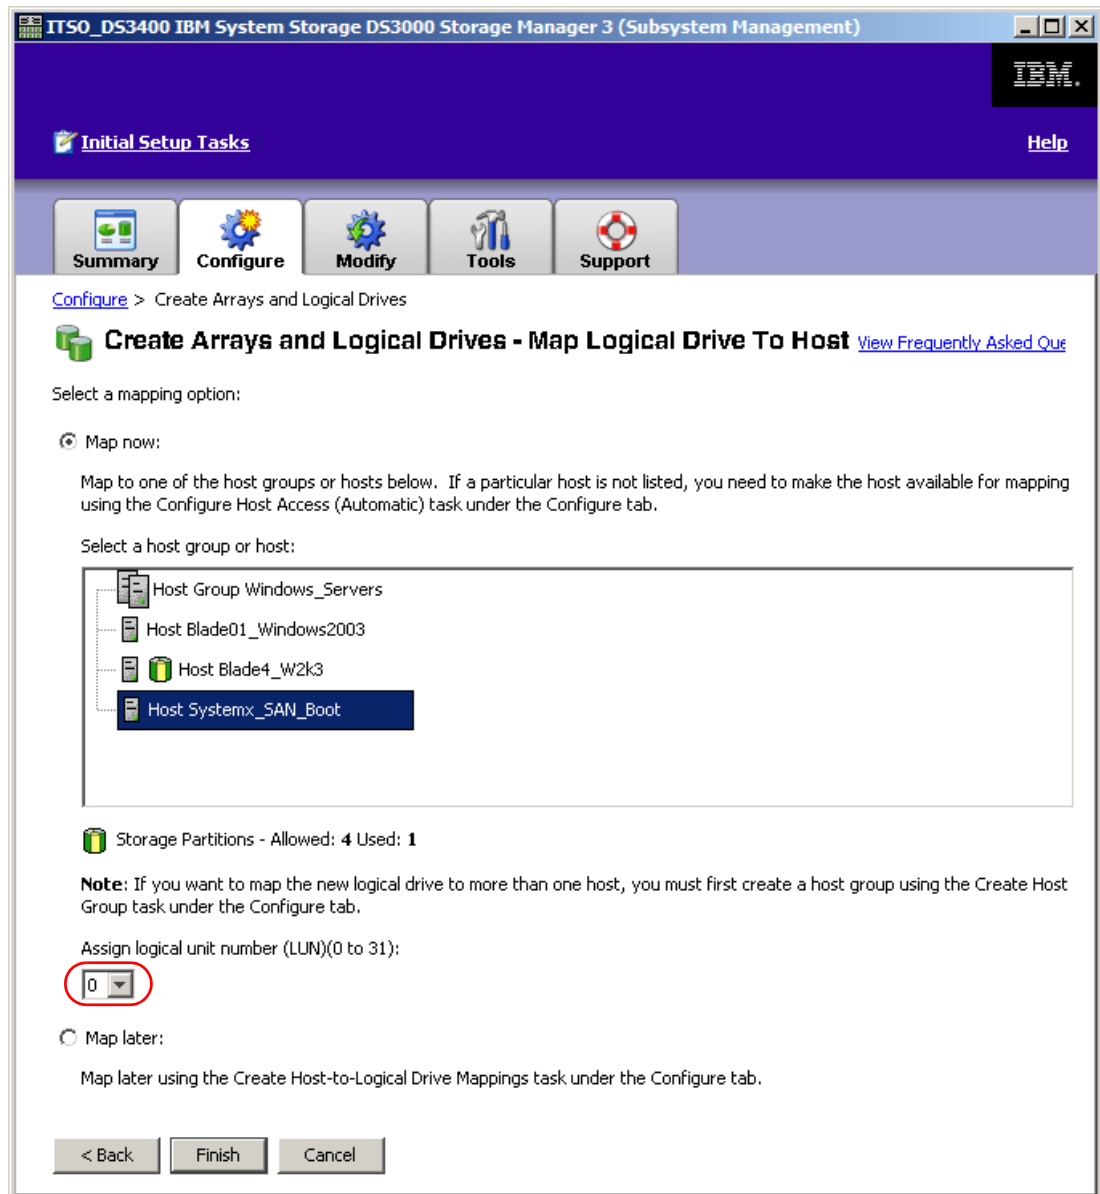 ITSO_DS3400 IBM System Storage DS3000 Storage Manager 3 (Subsystem Management)
IBM.
Initial Setup Tasks
Help
Summary
Configure
Modify
Tools
Support
Configure > Create Arrays and Logical Drives
Create Arrays and Logical Drives - Map Logical Drive To Host View Frequently Asked Que
Select a mapping option:
Map now:
Map to one of the host groups or hosts below. If a particular host is not listed, you need to make the host available for mapping
using the Configure Host Access (Automatic) task under the Configure tab.
Select a host group or host:
Host Group Windows_Servers
Host Blade01_Windows2003
Host Blade4_W2k3
Host Systemx_SAN_Boot
Storage Partitions - Allowed: 4 Used: 1
Note: If you want to map the new logical drive to more than one host, you must first create a host group using the Create Host
Group task under the Configure tab.
Assign logical unit number (LUN)(0 to 31):
0
Map later:
Map later using the Create Host-to-Logical Drive Mappings task under the Configure tab.
< Back
Finish
Cancel